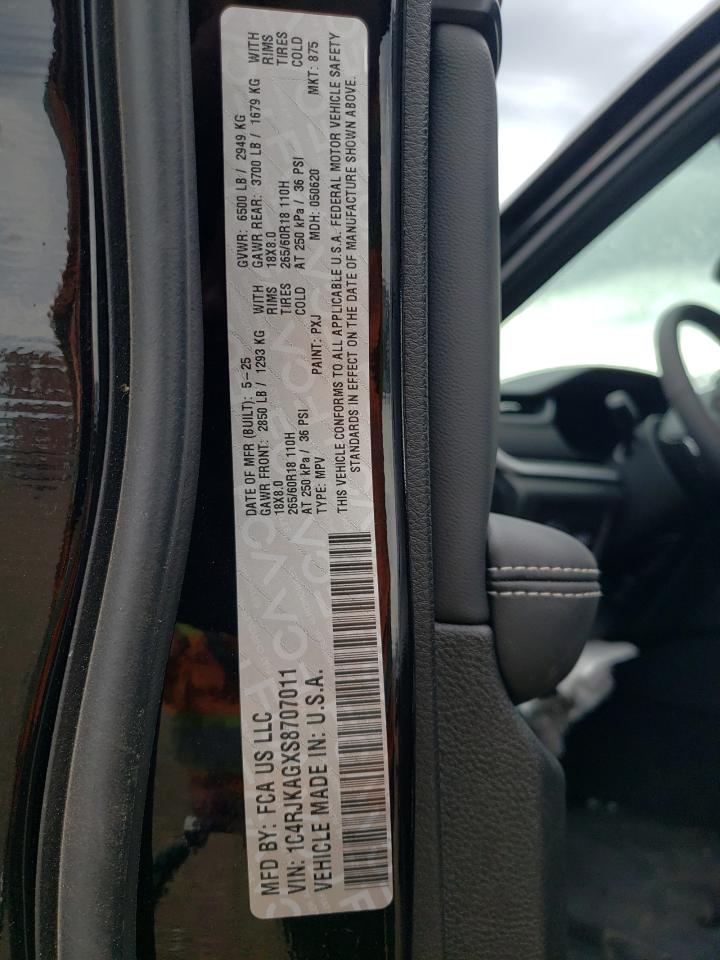 MFD BY: FCA US LLC
VIN: 1C4RJKAGXS8707011
VEHICLE MADE IN: U.S.A.
DATE OF MFR (BUILT): 5-25 GVWR: 6500 LB / 2949 KG
GAWR FRONT: 2850 LB / 1293 KG WITH GAWR REAR: 3700 LB / 1679 KG WITH
18X8.0 RIMS 18X8.0 RIMS
265/60R18 110H TIRES 265/60R18 110H TIRES
AT 250 kPa / 36 PSI COLD AT 250 kPa / 36 PSI COLD
TYPE: MPV PAINT: PXJ MDH: 050620 MKT: 875
THIS VEHICLE CONFORMS TO ALL APPLICABLE U.S.A. FEDERAL MOTOR VEHICLE SAFETY
STANDARDS IN EFFECT ON THE DATE OF MANUFACTURE SHOWN ABOVE.